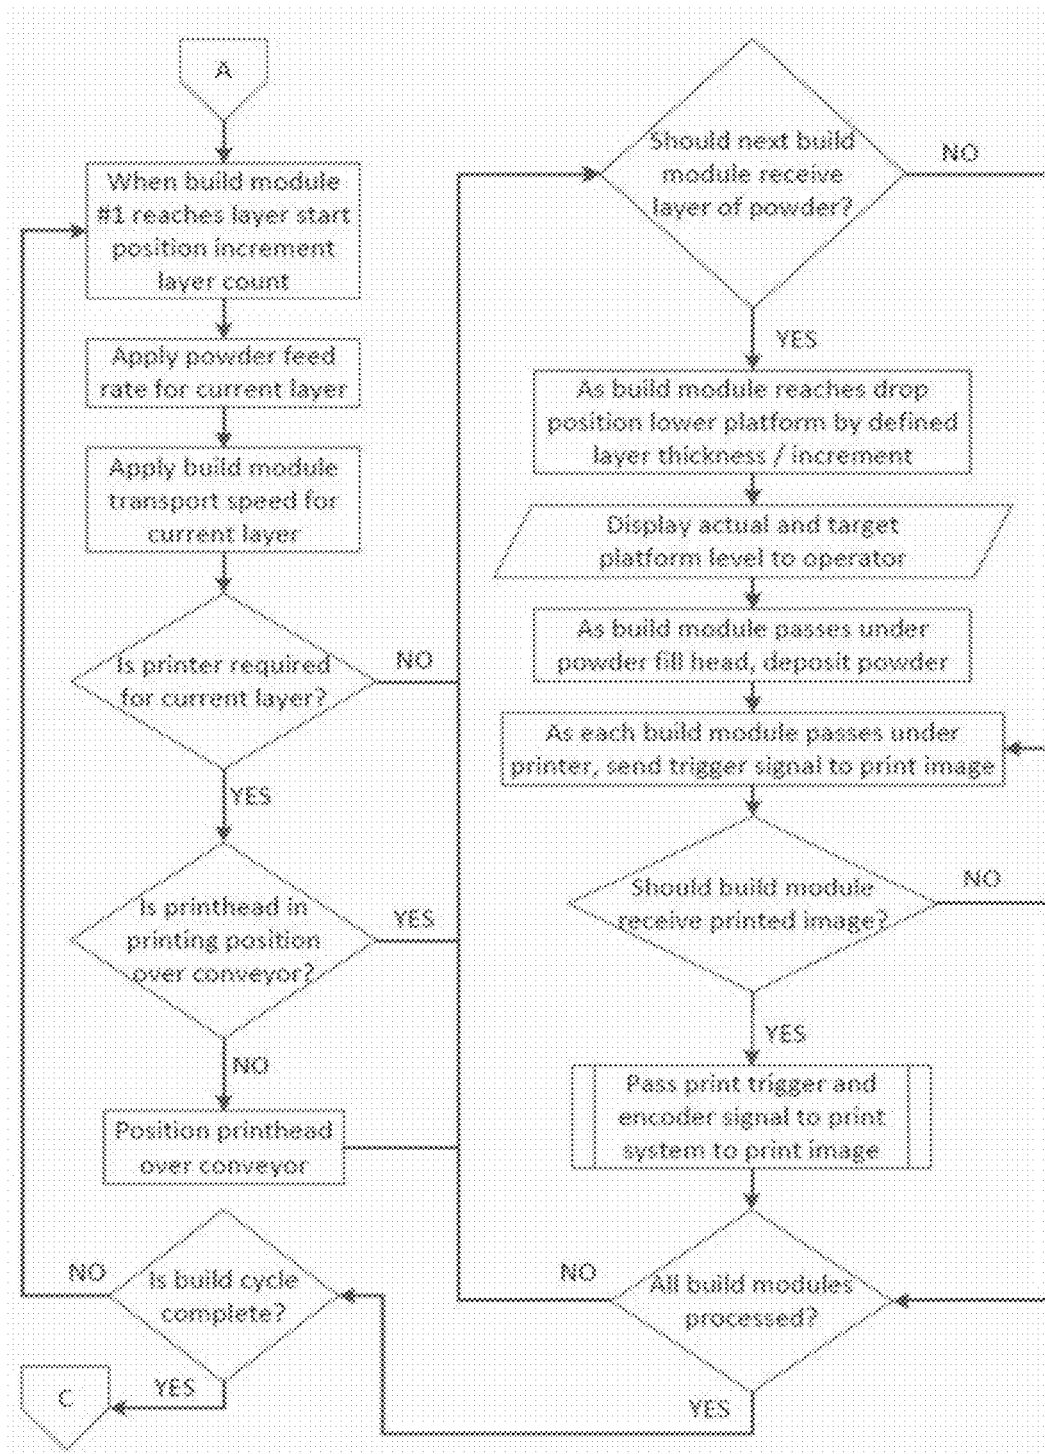 A
When build module
#1 reaches layer start
position increment
layer count
Apply powder feed
rate for current layer
Apply build module
transport speed for
current layer
Is printer required
for current layer?
NO
YES
Is printhead in
printing position
over conveyor?
YES
NO
Position printhead
over conveyor
Is build cycle
complete?
NO
YES
C
Should next build
module receive
layer of powder?
NO
YES
As build module reaches drop
position lower platform by defined
layer thickness / increment
Display actual and target
platform level to operator
As build module passes under
powder fill head, deposit powder
As each build module passes under
printer, send trigger signal to print image
Should build module
receive printed image?
NO
YES
Pass print trigger and
encoder signal to print
system to print image
All build modules
processed?
NO
YES